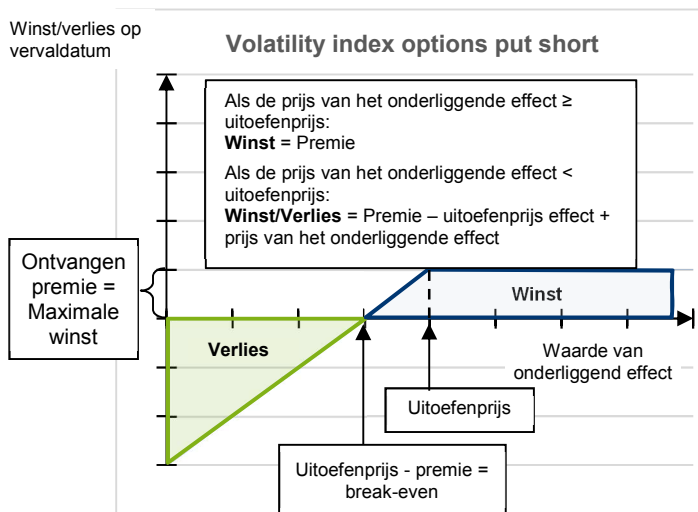 Winst/verlies op
vervaldatum
Volatility index options put short
Als de prijs van het onderliggende effect ≥
uitoefenprijs:
Winst = Premie
Als de prijs van het onderliggende effect <
uitoefenprijs:
Winst/Verlies = Premie – uitoefenprijs effect +
prijs van het onderliggende effect
Ontvangen
premie =
Maximale
winst
Winst
Verlies
Waarde van
onderliggend effect
Uitoefenprijs
Uitoefenprijs - premie =
break-even